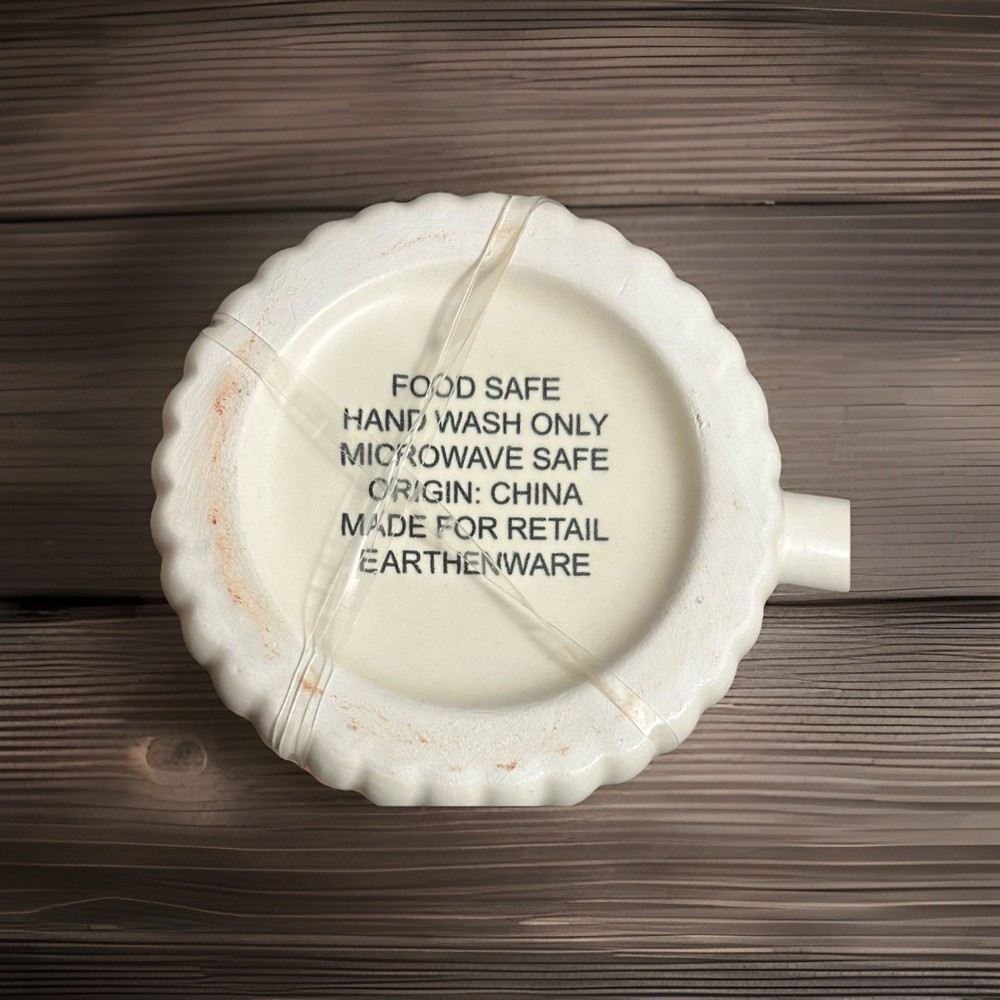 FOOD SAFE
HAND WASH ONLY
MICROWAVE SAFE
ORIGIN: CHINA
MADE FOR RETAIL
EARTHENWARE